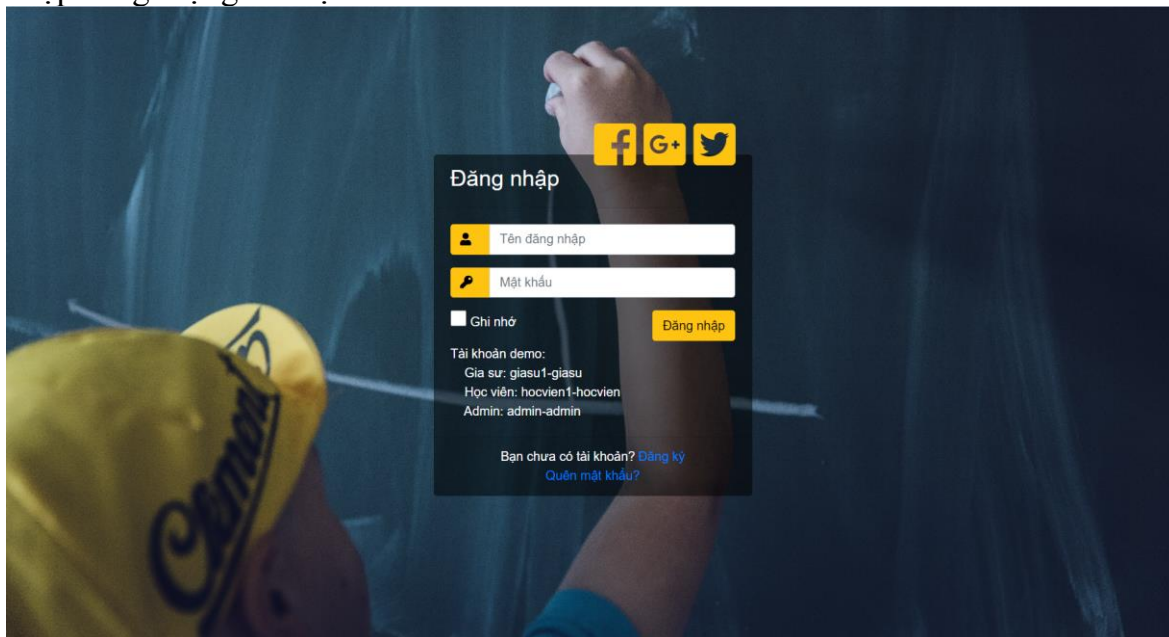 G+
Đăng nhập
Tên đăng nhập
Mật khẩu
Ghi nhớ
Đăng nhập
Tài khoản demo:
Gia sư: giasu1-giasu
Học viên: hocvien1-hocvien
Admin: admin-admin
Bạn chưa có tài khoản? Đăng ký
Quên mật khẩu?
Clément